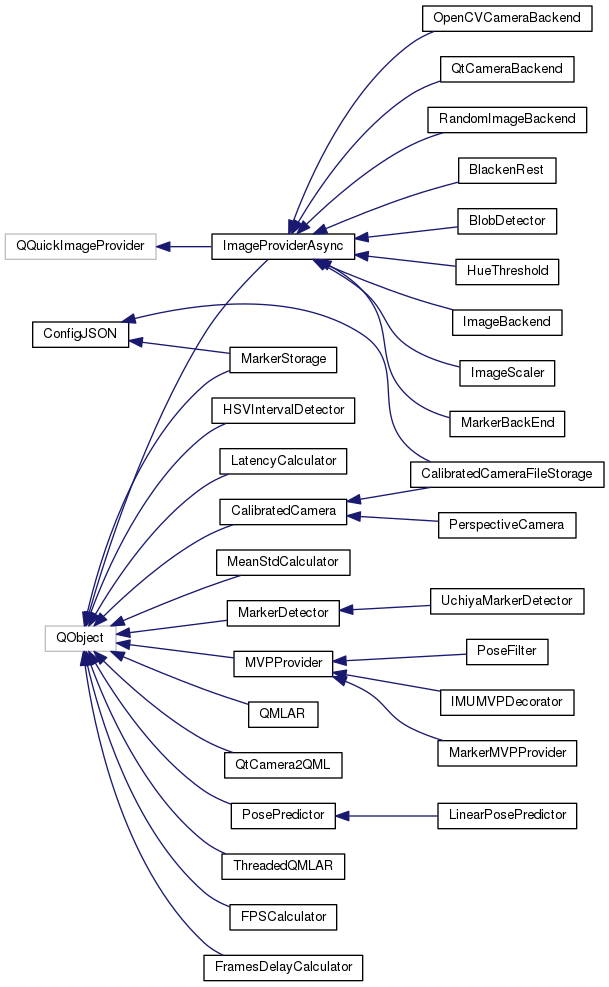 OpenCVCameraBackend
QtCameraBackend
RandomImageBackend
BlackenRest
BlobDetector
QQuickImageProvider
ImageProviderAsync
HueThreshold
ImageBackend
ConfigJSON
MarkerStorage
ImageScaler
HSVIntervalDetector
MarkerBackEnd
LatencyCalculator
CalibratedCameraFileStorage
CalibratedCamera
PerspectiveCamera
MeanStdCalculator
UchiyaMarkerDetector
MarkerDetector
QObject
PoseFilter
MVPProvider
IMUMVPDecorator
QMLAR
MarkerMVPProvider
QtCamera2QML
PosePredictor
LinearPosePredictor
ThreadedQMLAR
FPSCalculator
FramesDelayCalculator